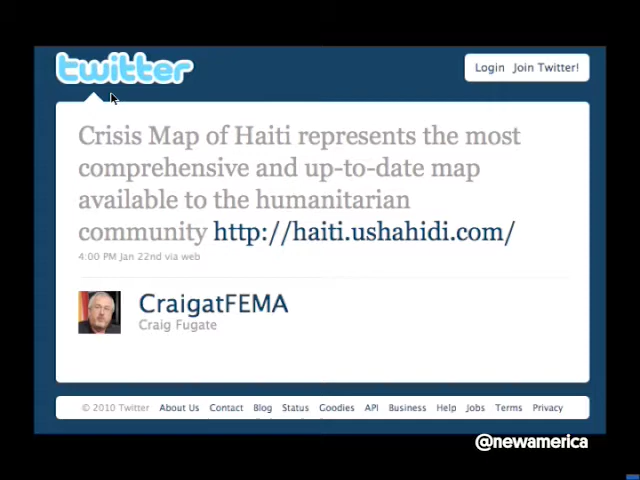 twitter
Login Join Twitter!
Crisis Map of Haiti represents the most
comprehensive and up-to-date map
available to the humanitarian
community http://haiti.ushahidi.com/
4:00 PM Jan 22nd via web
CraigatFEMA
Craig Fugate
© 2010 Twitter About Us Contact Blog Status Goodies API Business Help Jobs Terms Privacy
@newamerica